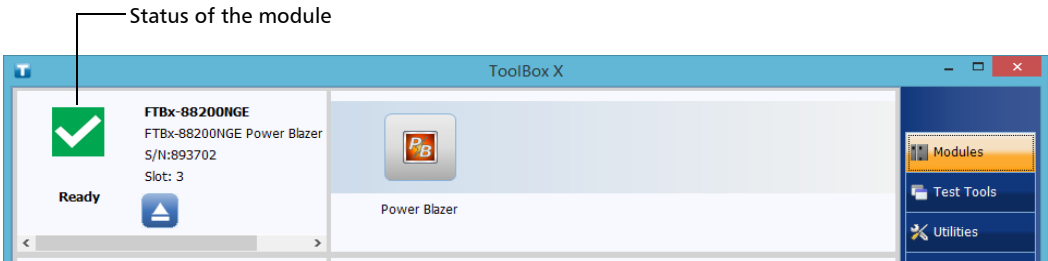 Status of the module
T
ToolBox X
FTBx-88200NGE
FTBx-88200NGE Power Blazer
S/N:893702
Slot: 3
Ready
PB
Power Blazer
Modules
Test Tools
Utilities